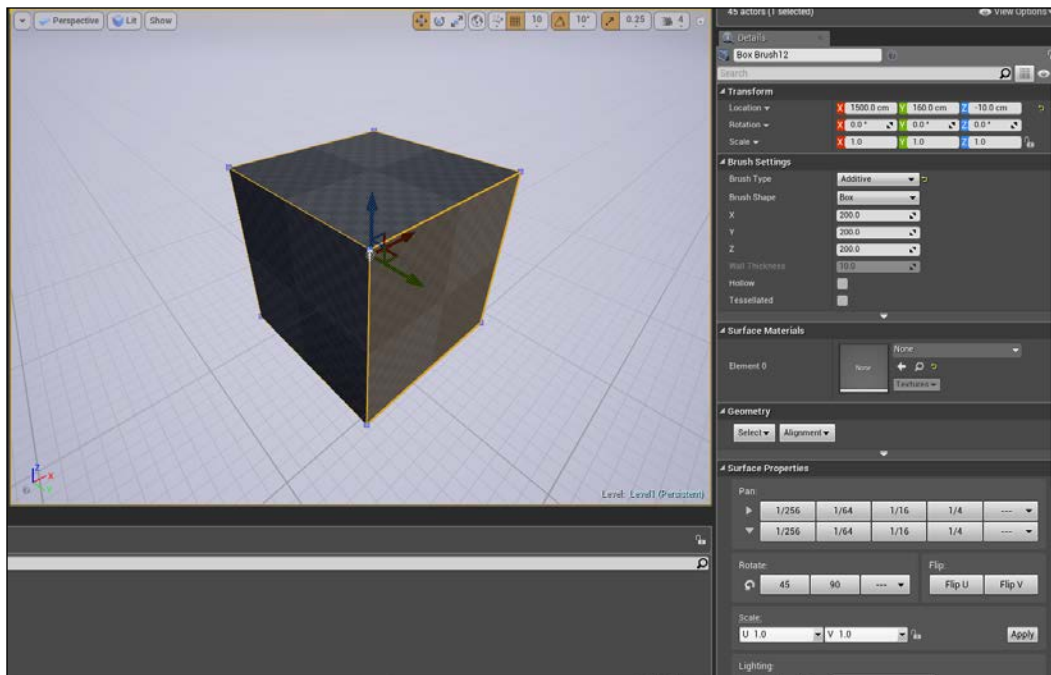 Perspective Lit Show 10 10° 0.25 4
45 actors (1 selected) View Options
Details
Box Brush12
Search
Transform
Location X 1500.0 cm Y 160.0 cm Z -10.0 cm
Rotation X 0.0° Y 0.0° Z 0.0°
Scale X 1.0 Y 1.0 Z 1.0
Brush Settings
Brush Type Additive
Brush Shape Box
X 200.0
Y 200.0
Z 200.0
Wall Thickness 10.0
Hollow
Tessellated
Surface Materials
Element 0 None None
Textures
Geometry
Select Alignment
Surface Properties
Pan:
1/256 1/64 1/16 1/4 ---
1/256 1/64 1/16 1/4 ---
Rotate: Flip:
45 90 --- Flip U Flip V
Scale:
U 1.0 V 1.0 Apply
Lighting:
Z X Y
Level: Level1 (Persistent)